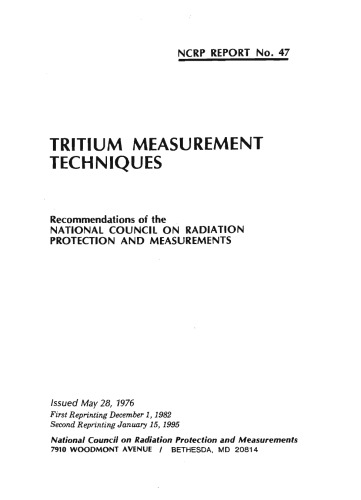 NCRP REPORT No. 47
TRITIUM MEASUREMENT
TECHNIQUES
Recommendations of the
NATIONAL COUNCIL ON RADIATION
PROTECTION AND MEASUREMENTS
Issued May 28, 1976
First Reprinting December 1, 1982
Second Reprinting January 15, 1995
National Council on Radiation Protection and Measurements
7910 WOODMONT AVENUE / BETHESDA, MD 20814